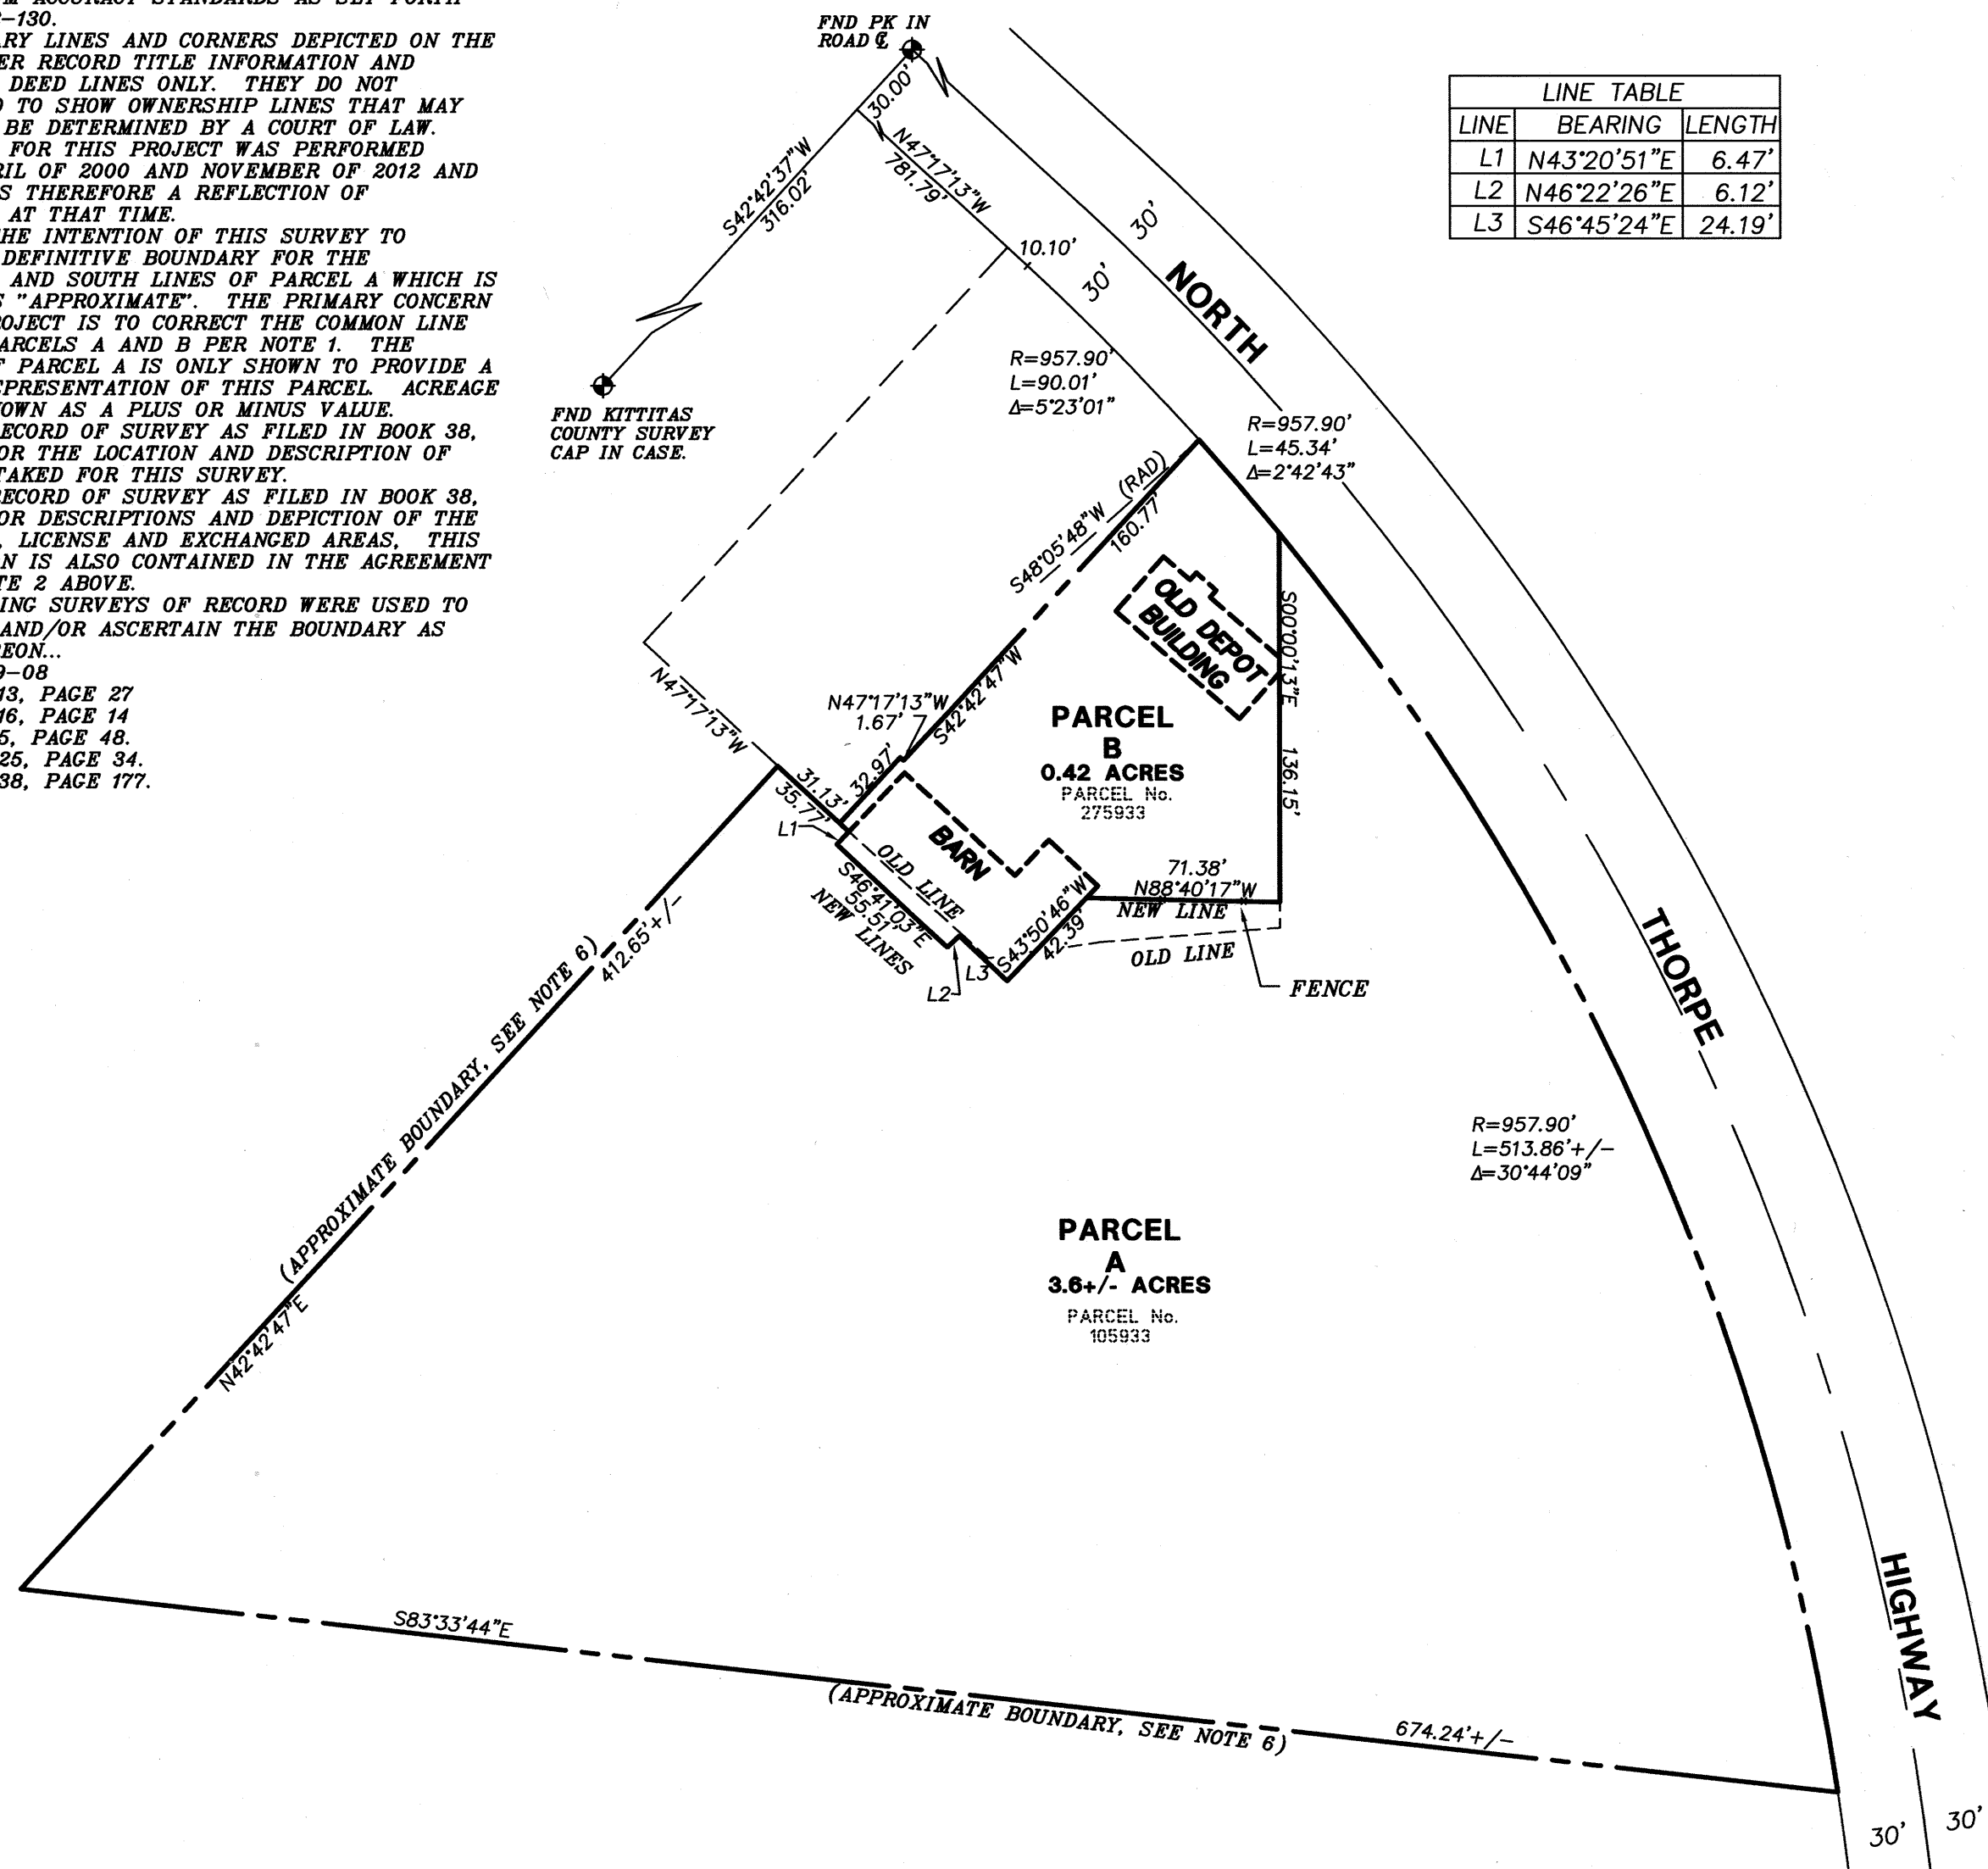 2-130.
RY LINES AND CORNERS DEPICTED ON THE
ER RECORD TITLE INFORMATION AND
DEED LINES ONLY. THEY DO NOT
TO SHOW OWNERSHIP LINES THAT MAY
BE DETERMINED BY A COURT OF LAW.
FOR THIS PROJECT WAS PERFORMED
RIL OF 2000 AND NOVEMBER OF 2012 AND
S THEREFORE A REFLECTION OF
AT THAT TIME.
HE INTENTION OF THIS SURVEY TO
DEFINITIVE BOUNDARY FOR THE
AND SOUTH LINES OF PARCEL A WHICH IS
S "APPROXIMATE". THE PRIMARY CONCERN
OJECT IS TO CORRECT THE COMMON LINE
ARCELS A AND B PER NOTE 1. THE
F PARCEL A IS ONLY SHOWN TO PROVIDE A
EPRESENTATION OF THIS PARCEL. ACREAGE
OWN AS A PLUS OR MINUS VALUE.
ECORD OF SURVEY AS FILED IN BOOK 38,
OR THE LOCATION AND DESCRIPTION OF
TAKED FOR THIS SURVEY.
ECORD OF SURVEY AS FILED IN BOOK 38,
OR DESCRIPTIONS AND DEPICTION OF THE
, LICENSE AND EXCHANGED AREAS, THIS
N IS ALSO CONTAINED IN THE AGREEMENT
TE 2 ABOVE.
ING SURVEYS OF RECORD WERE USED TO
AND/OR ASCERTAIN THE BOUNDARY AS
EON...
9-08
13, PAGE 27
16, PAGE 14
5, PAGE 48.
25, PAGE 34.
38, PAGE 177.
FND PK IN
ROAD ℄
30.00'
S42°42'37"W
316.02'
N47°17'13"W
781.79'
10.10'
30'
30'
FND KITTITAS
COUNTY SURVEY
CAP IN CASE.
LINE TABLE
LINE BEARING LENGTH
L1 N43°20'51"E 6.47'
L2 N46°22'26"E 6.12'
L3 S46°45'24"E 24.19'
NORTH
THORPE
HIGHWAY
R=957.90'
L=90.01'
Δ=5°23'01"
R=957.90'
L=45.34'
Δ=2°42'43"
S48°05'48"W (RAD)
160.77'
OLD DEPOT
BUILDING
S00°00'13"E
136.15'
N47°17'13"W
N47°17'13"W
1.67'
S42°42'47"W
PARCEL
B
0.42 ACRES
PARCEL No.
275933
31.13'
35.77'
32.97'
L1
BARN
OLD LINE
S46°41'03"E
55.51'
NEW LINES
L2
L3
S43°50'46"W
42.39'
71.38'
N88°40'17"W
NEW LINE
OLD LINE
FENCE
412.65'+/-
(APPROXIMATE BOUNDARY, SEE NOTE 6)
N42°42'47"E
R=957.90'
L=513.86'+/-
Δ=30°44'09"
PARCEL
A
3.6+/- ACRES
PARCEL No.
105933
S83°33'44"E
(APPROXIMATE BOUNDARY, SEE NOTE 6)
674.24'+/-
30'
30'